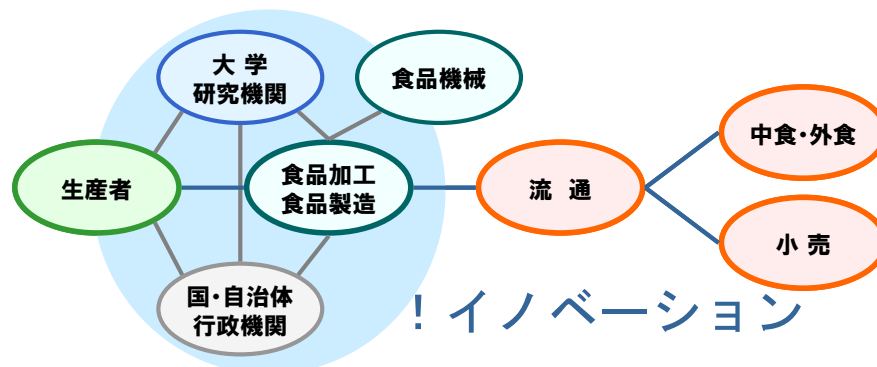 大 学
研究機関
食品機械
中食・外食
生産者
食品加工
食品製造
流 通
小 売
国・自治体
行政機関
！イノベーション